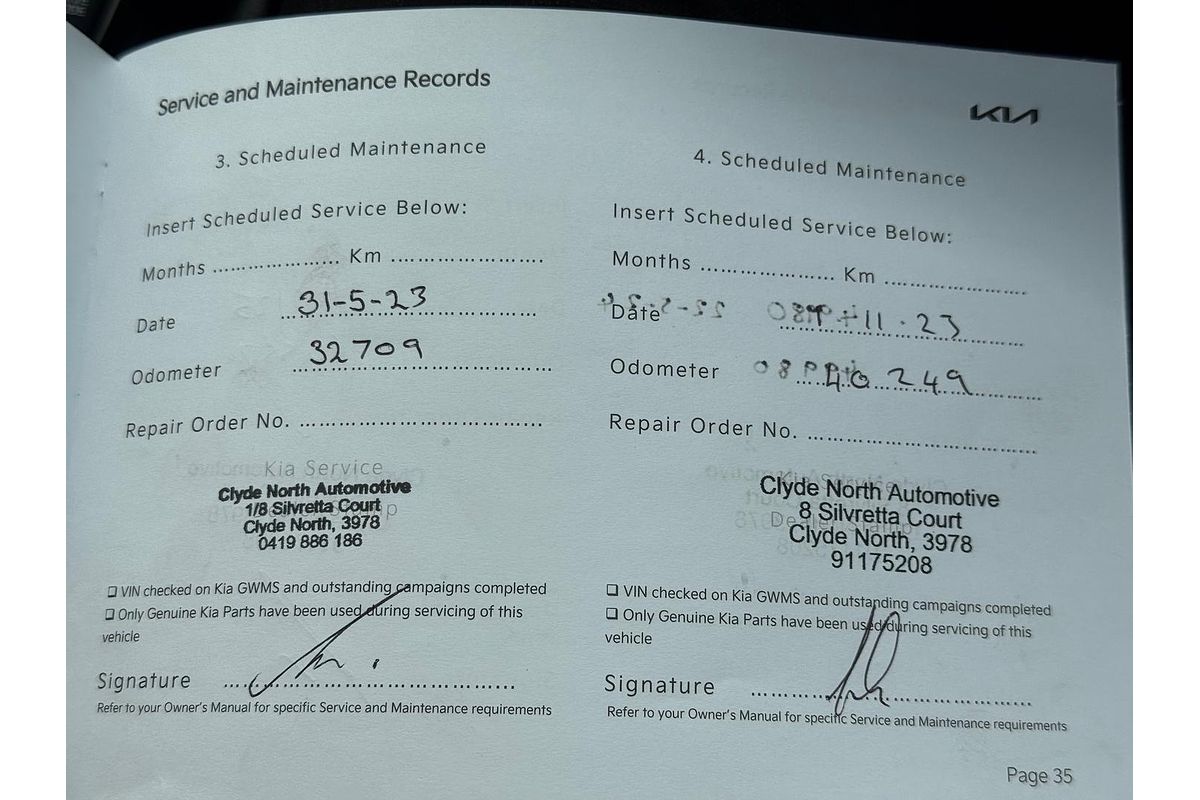 Service and Maintenance Records
KIA
3. Scheduled Maintenance
Insert Scheduled Service Below:
Months ..................... Km .........................
Date 31-5-23
Odometer 32709
Repair Order No. ...................................
Kia Service
Clyde North Automotive
1/8 Silvretta Court
Clyde North, 3978
0419 886 186
❑ VIN checked on Kia GWMS and outstanding campaigns completed
❑ Only Genuine Kia Parts have been used during servicing of this
vehicle
Signature
Refer to your Owner's Manual for specific Service and Maintenance requirements
4. Scheduled Maintenance
Insert Scheduled Service Below:
Months ..................... Km .........................
Date 11.23
Odometer 40249
Repair Order No. ...................................
Clyde North Automotive
8 Silvretta Court
Dealer Stamp
Clyde North, 3978
91175208
❑ VIN checked on Kia GWMS and outstanding campaigns completed
❑ Only Genuine Kia Parts have been used during servicing of this
vehicle
Signature
Refer to your Owner's Manual for specific Service and Maintenance requirements
Page 35